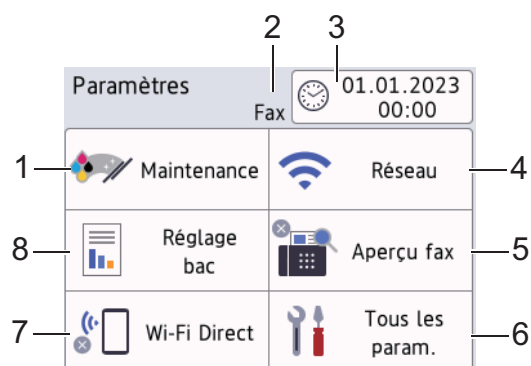 2 3
Paramètres
Fax
01.01.2023
00:00
1 Maintenance
Réseau 4
8 Réglage
bac
Aperçu fax 5
7 Wi-Fi Direct
Tous les
param. 6